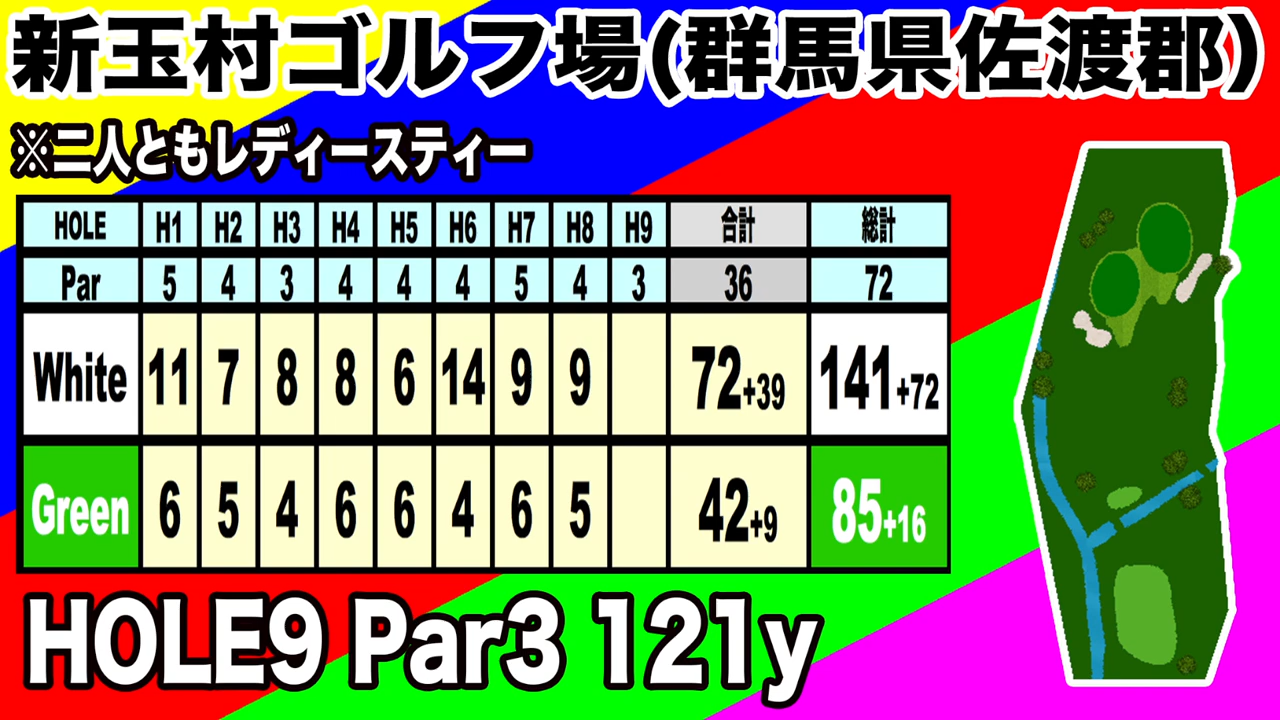 新玉村ゴルフ場(群馬県佐渡郡)
※二人ともレディースティー
HOLE H1 H2 H3 H4 H5 H6 H7 H8 H9 合計 総計
Par 5 4 3 4 4 4 5 4 3 36 72
White 11 7 8 8 6 14 9 9 72+39 141+72
Green 6 5 4 6 6 4 6 5 42+9 85+16
HOLE9 Par3 121y